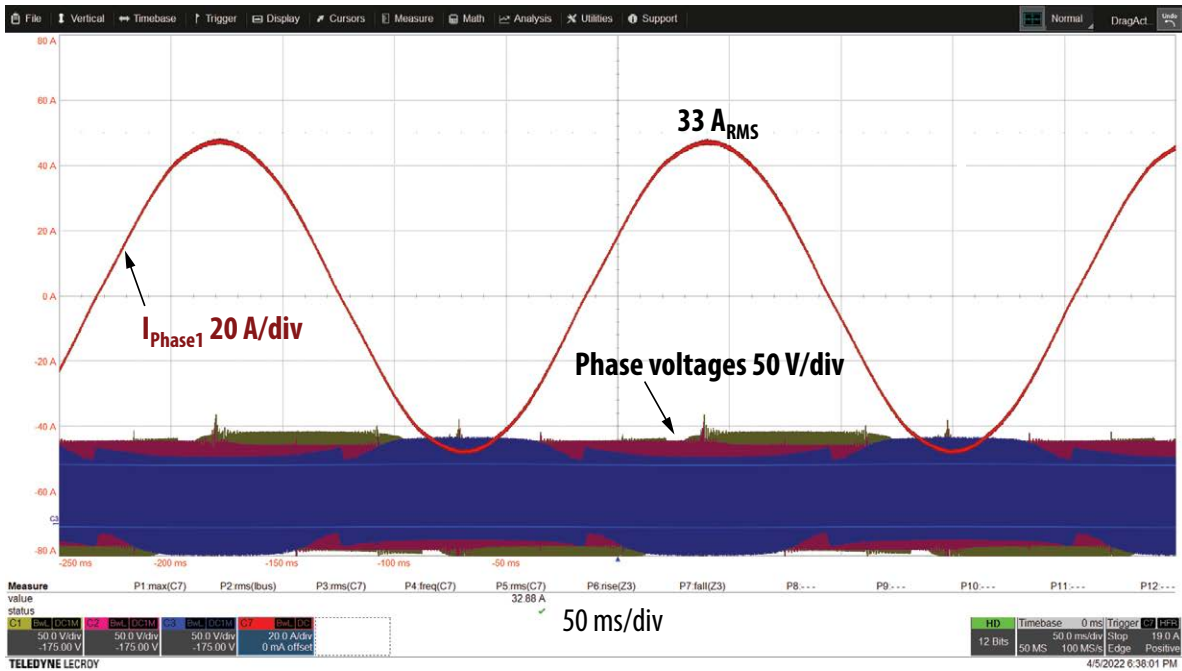 File Vertical Timebase Trigger Display Cursors Measure Math Analysis Utilities Support Normal DragAct... Undo
80 A
60 A
33 ARMS
40 A
20 A
0 A
IPhase1 20 A/div
-20 A
Phase voltages 50 V/div
-40 A
-60 A
C3
-80 A
-250 ms -200 ms -150 ms -100 ms -50 ms
Measure P1:max(C7) P2:rms(Ibus) P3:rms(C7) P4:freq(C7) P5:rms(C7) P6:rise(Z3) P7:fall(Z3) P8:--- P9:--- P10:--- P11:--- P12:---
value 32.88 A
status ✓
50 ms/div
C1 BwL DC1M C2 BwL DC1M C3 BwL DC1M C7 BwL DC HD Timebase 0 ms Trigger C7 HFR
50.0 V/div 50.0 V/div 50.0 V/div 20.0 A/div 12 Bits 50.0 ms/div Stop 19.0 A
-175.00 V -175.00 V -175.00 V 0 mA offset 50 MS 100 MS/s Edge Positive
TELEDYNE LECROY 4/5/2022 6:38:01 PM